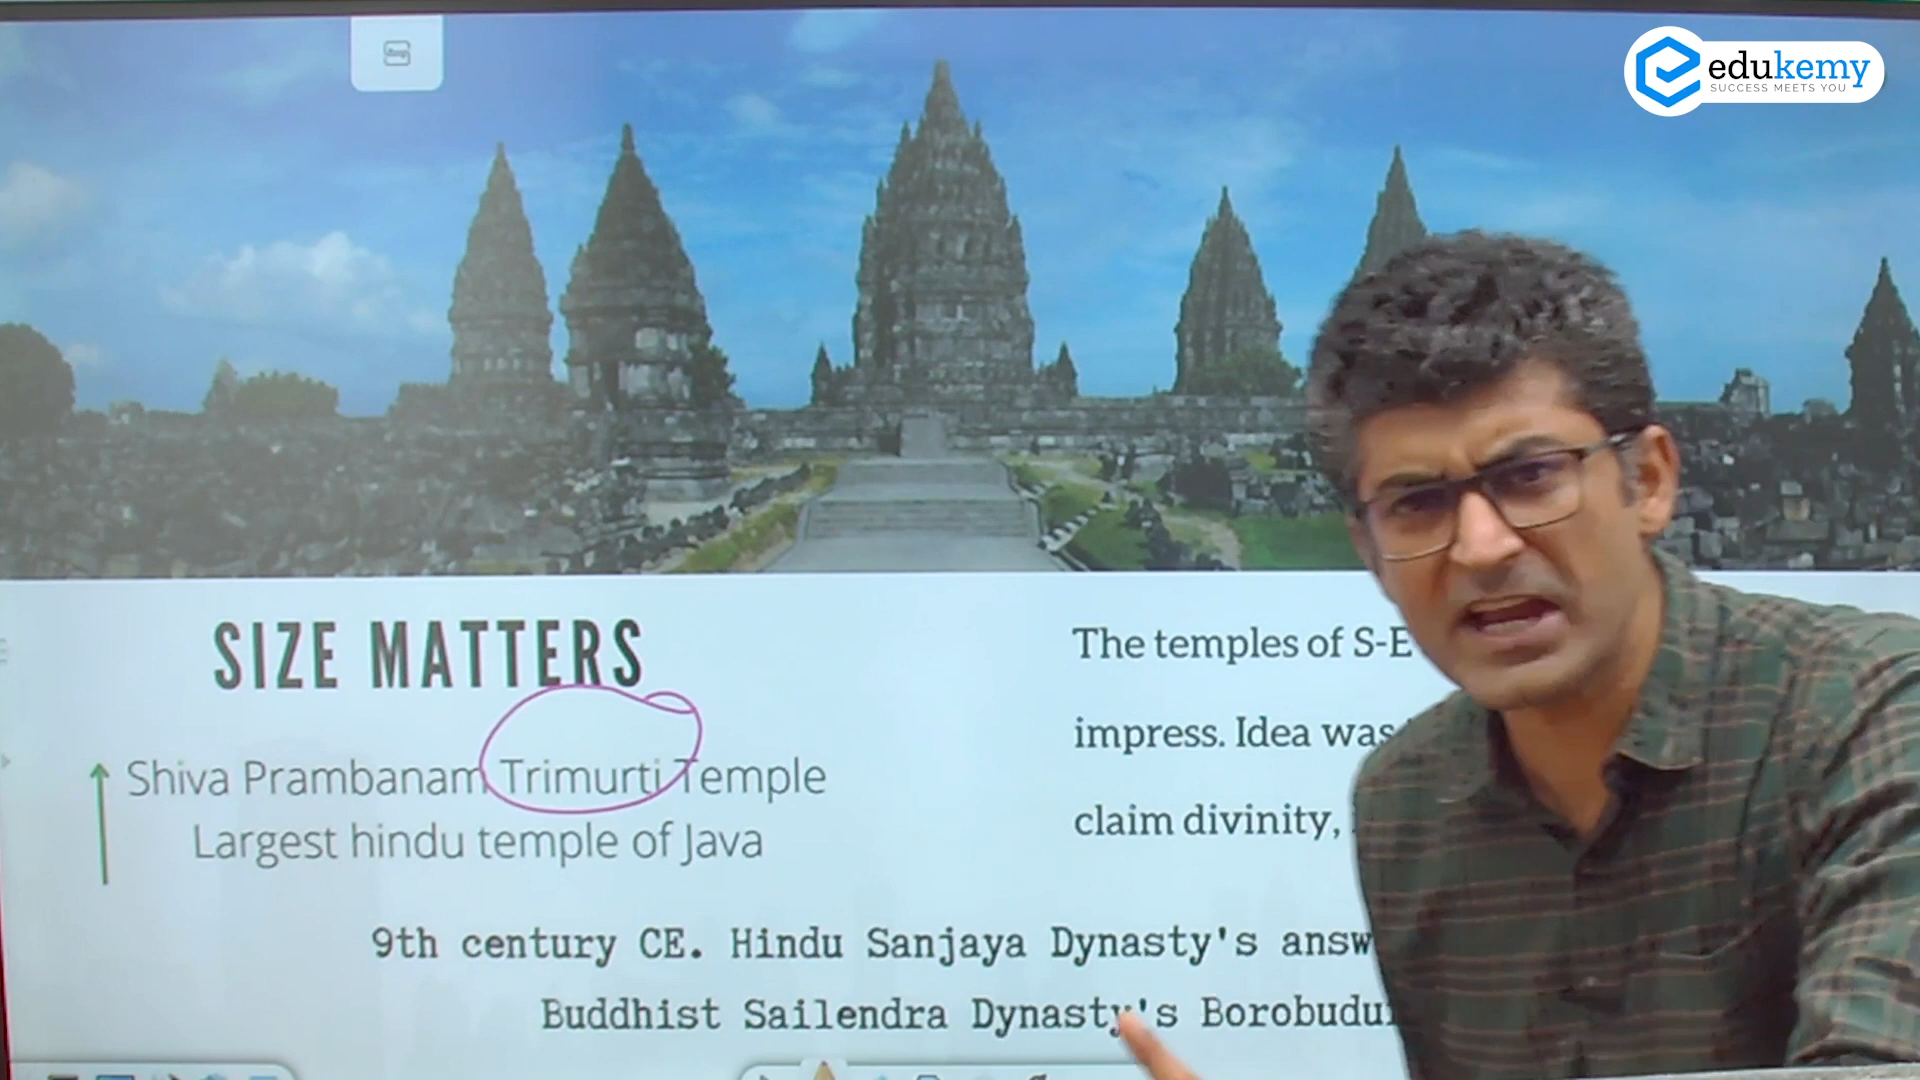 edukemy
SUCCESS MEETS YOU
SIZE MATTERS
Shiva Prambanam Trimurti Temple
Largest hindu temple of Java
The temples of S-E
impress. Idea was
claim divinity,
9th century CE. Hindu Sanjaya Dynasty's answ
Buddhist Sailendra Dynasty's Borobudur